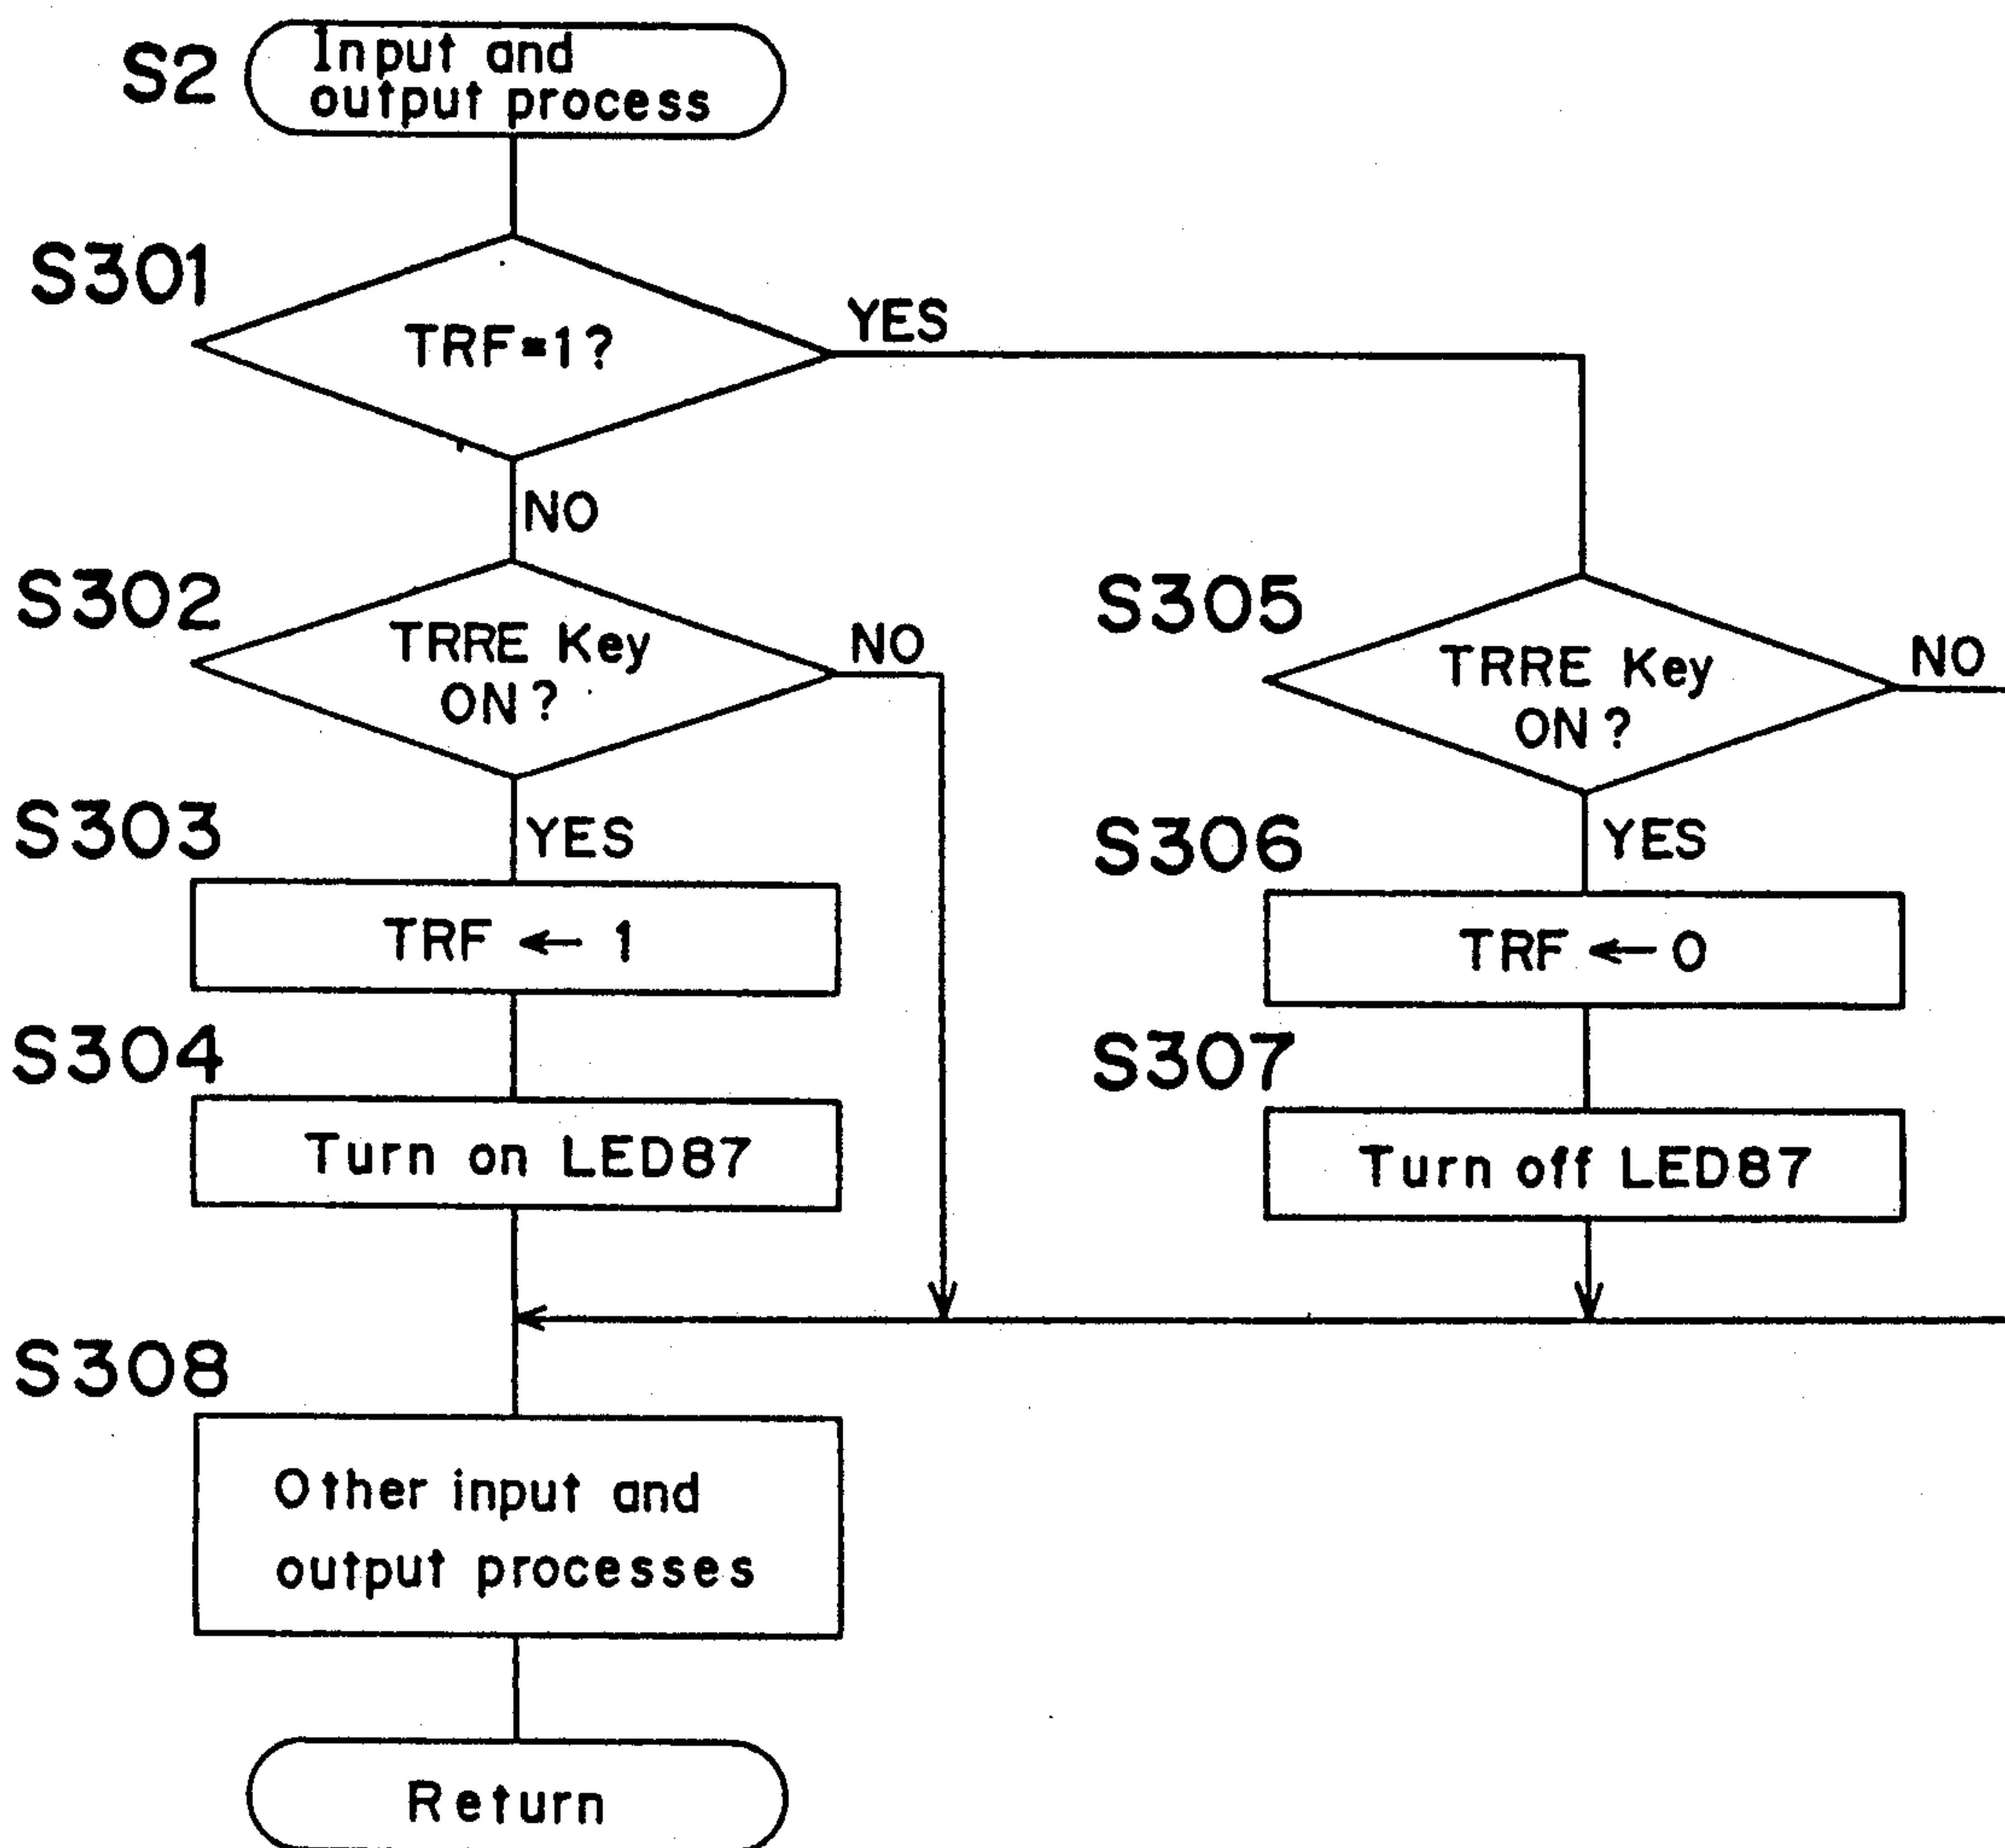 S2
Input and
output process
S301
TRF=1?
YES
NO
S302
TRRE Key
ON?
NO
S305
TRRE Key
ON?
NO
S303
YES
TRF ← 1
S306
YES
TRF ← 0
S304
Turn on LED87
S307
Turn off LED87
S308
Other input and
output processes
Return